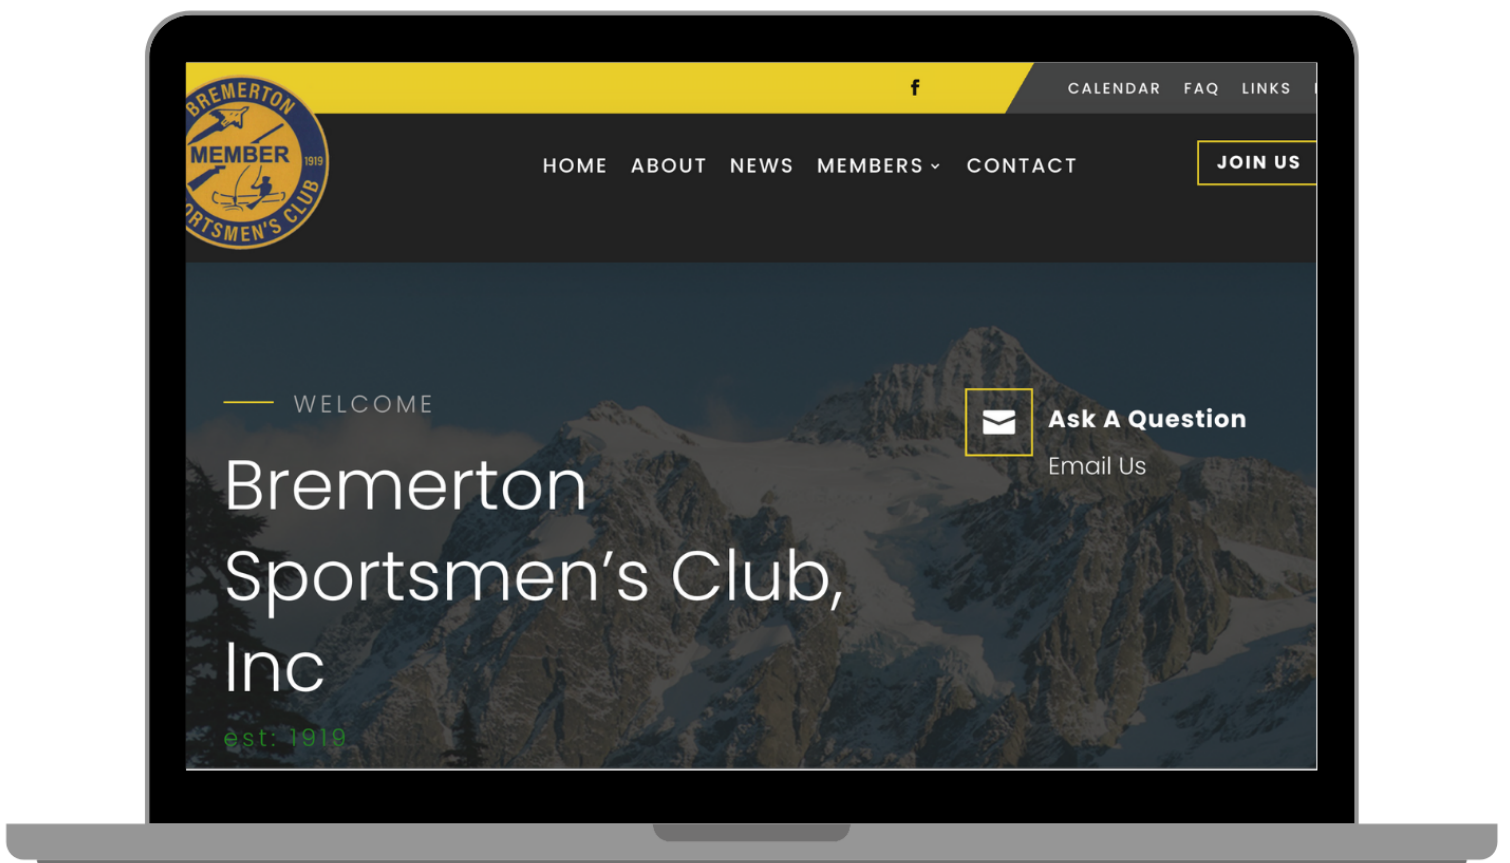 BREMERTON
MEMBER
1919
SPORTSMEN'S CLUB
f
CALENDAR FAQ LINKS
HOME ABOUT NEWS MEMBERS CONTACT
JOIN US
WELCOME
Bremerton
Sportsmen's Club,
Inc
est: 1919
Ask A Question
Email Us